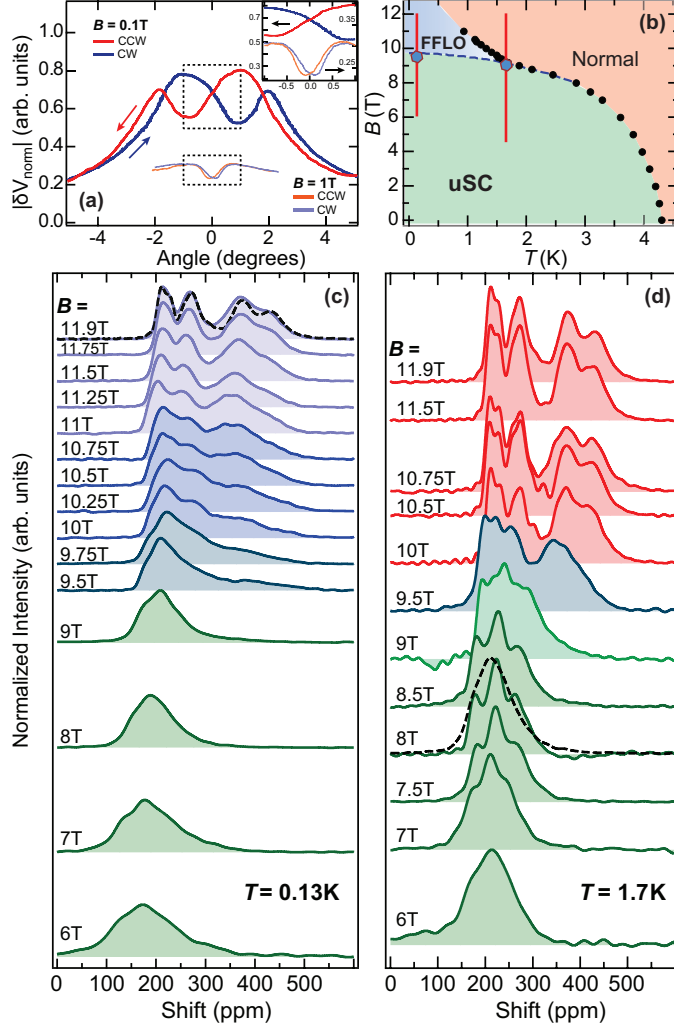 B = 0.1T
CCW
CW
0.7
0.5
0.3
0.35
0.25
0.15
-0.5
0.0
0.5
|δVnorm| (arb. units)
1.2
1.0
0.8
0.6
0.4
0.2
0.0
(a)
B = 1T
CCW
CW
-4
-2
0
2
4
Angle (degrees)
(b)
B (T)
12
10
8
6
4
2
0
FFLO
Normal
uSC
0
1
2
3
4
T (K)
(c)
B =
11.9T
11.75T
11.5T
11.25T
11T
10.75T
10.5T
10.25T
10T
9.75T
9.5T
9T
8T
7T
6T
T = 0.13K
Normalized Intensity (arb. units)
0 100 200 300 400 500
Shift (ppm)
(d)
B =
11.9T
11.5T
10.75T
10.5T
10T
9.5T
9T
8.5T
8T
7.5T
7T
6T
T = 1.7K
0 100 200 300 400 500
Shift (ppm)